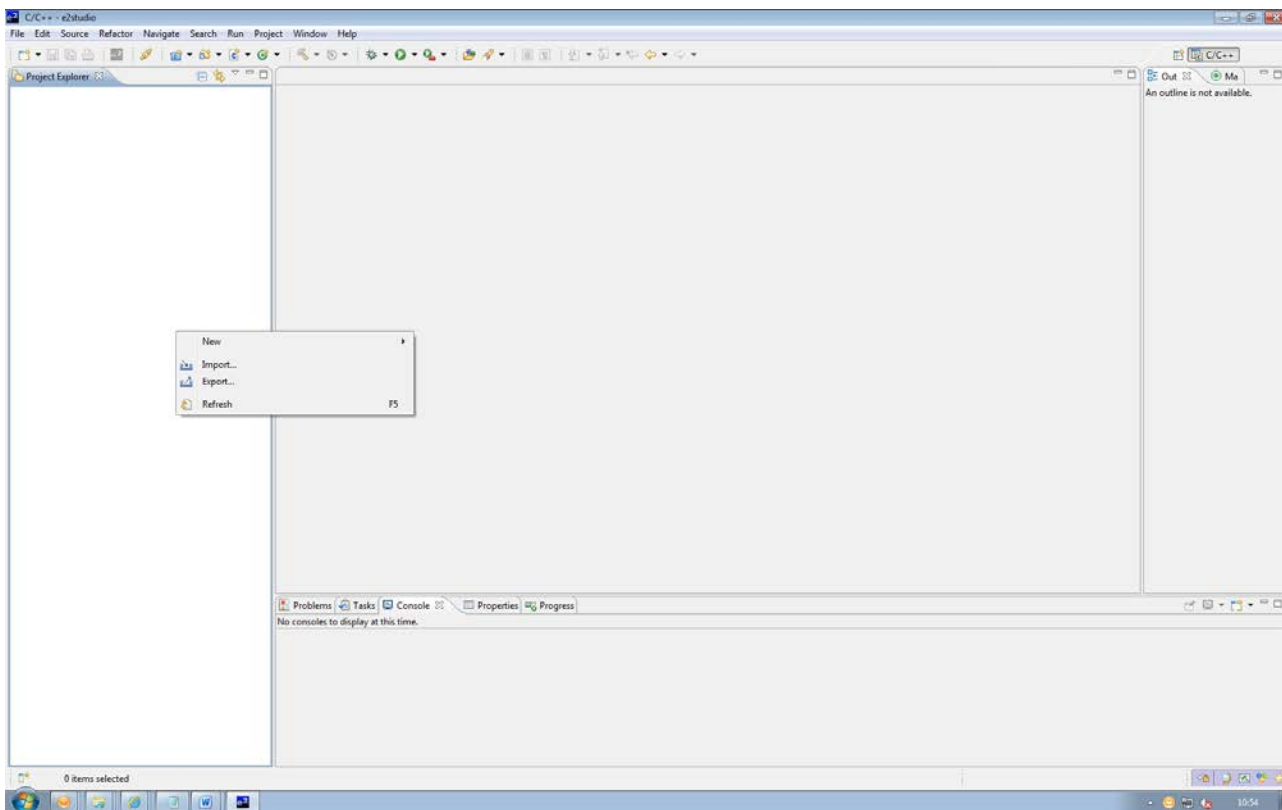 C/C++ - e2studio
File Edit Source Refactor Navigate Search Run Project Window Help
C/C++
Project Explorer
Out Ma
An outline is not available.
New
Import...
Export...
Refresh F5
Problems Tasks Console Properties Progress
No consoles to display at this time.
0 items selected
10:54